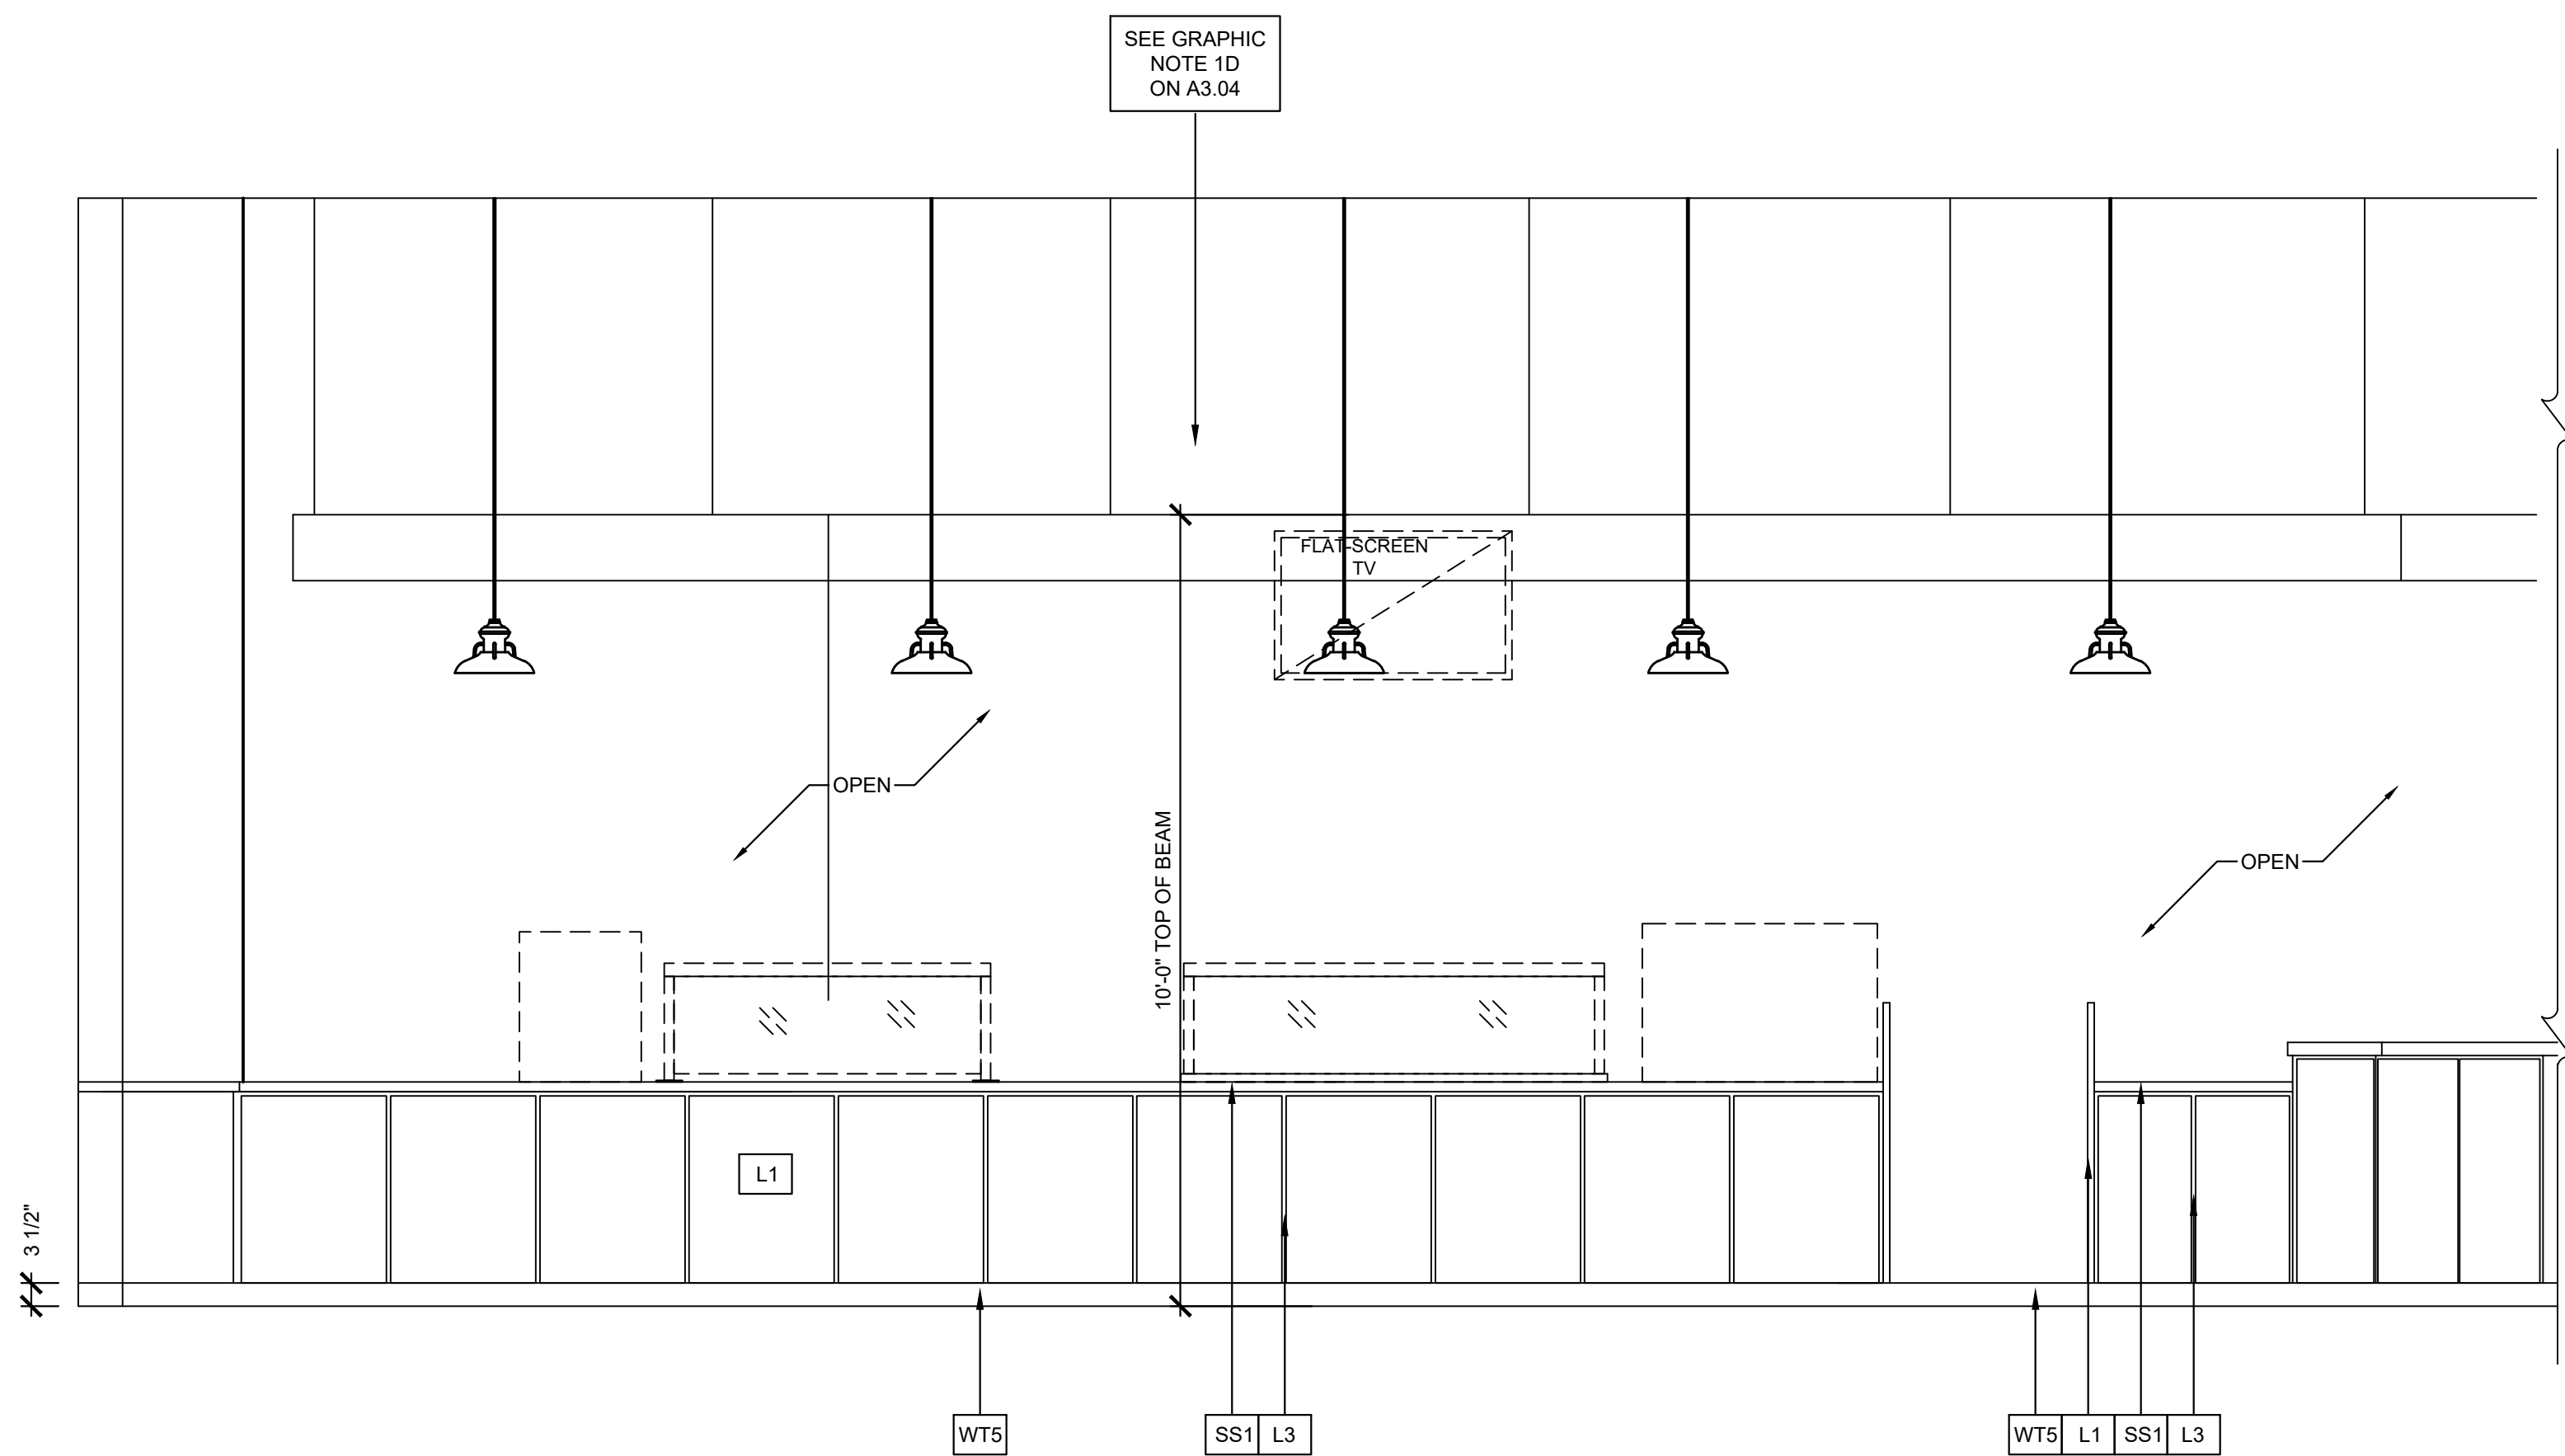 SEE GRAPHIC
NOTE 1D
ON A3.04
FLAT-SCREEN
TV
OPEN
OPEN
10'-0" TOP OF BEAM
L1
3 1/2"
WT5
SS1
L3
WT5
L1
SS1
L3